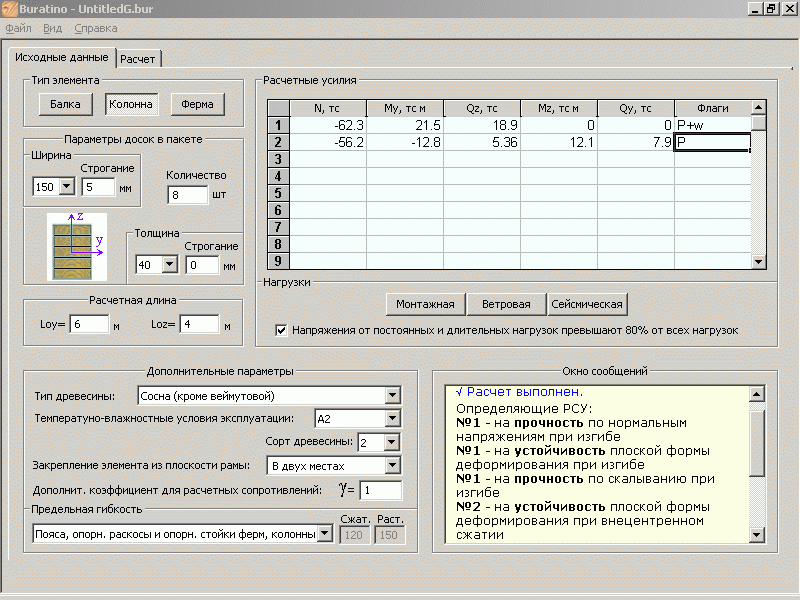 Buratino - UntitledG.bur
Файл Вид Справка
Исходные данные Расчет
Тип элемента
Балка Колонна Ферма
Параметры досок в пакете
Ширина
Строгание
150 5 мм
Количество
8 шт
z
y
Толщина
Строгание
40 0 мм
Расчетная длина
Loy= 6 м Loz= 4 м
Расчетные усилия
N, тс My, тс м Qz, тс Mz, тс м Qy, тс Флаги
1 -62.3 21.5 18.9 0 0 P+w
2 -56.2 -12.8 5.36 12.1 7.9 P
3
4
5
6
7
8
9
Нагрузки
Монтажная Ветровая Сейсмическая
Напряжения от постоянных и длительных нагрузок превышают 80% от всех нагрузок
Дополнительные параметры
Тип древесины: Сосна (кроме веймутовой)
Температуно-влажностные условия эксплуатации: A2
Сорт древесины: 2
Закрепление элемента из плоскости рамы: В двух местах
Дополнит. коэффициент для расчетных сопротивлений: γ= 1
Предельная гибкость
Сжат. Раст.
Пояса, опорн. раскосы и опорн. стойки ферм, колонны 120 150
Окно сообщений
√ Расчет выполнен.
Определяющие РСУ:
№1 - на прочность по нормальным
напряжениям при изгибе
№1 - на устойчивость плоской формы
деформирования при изгибе
№1 - на прочность по скалыванию при
изгибе
№2 - на устойчивость плоской формы
деформирования при внецентренном
сжатии